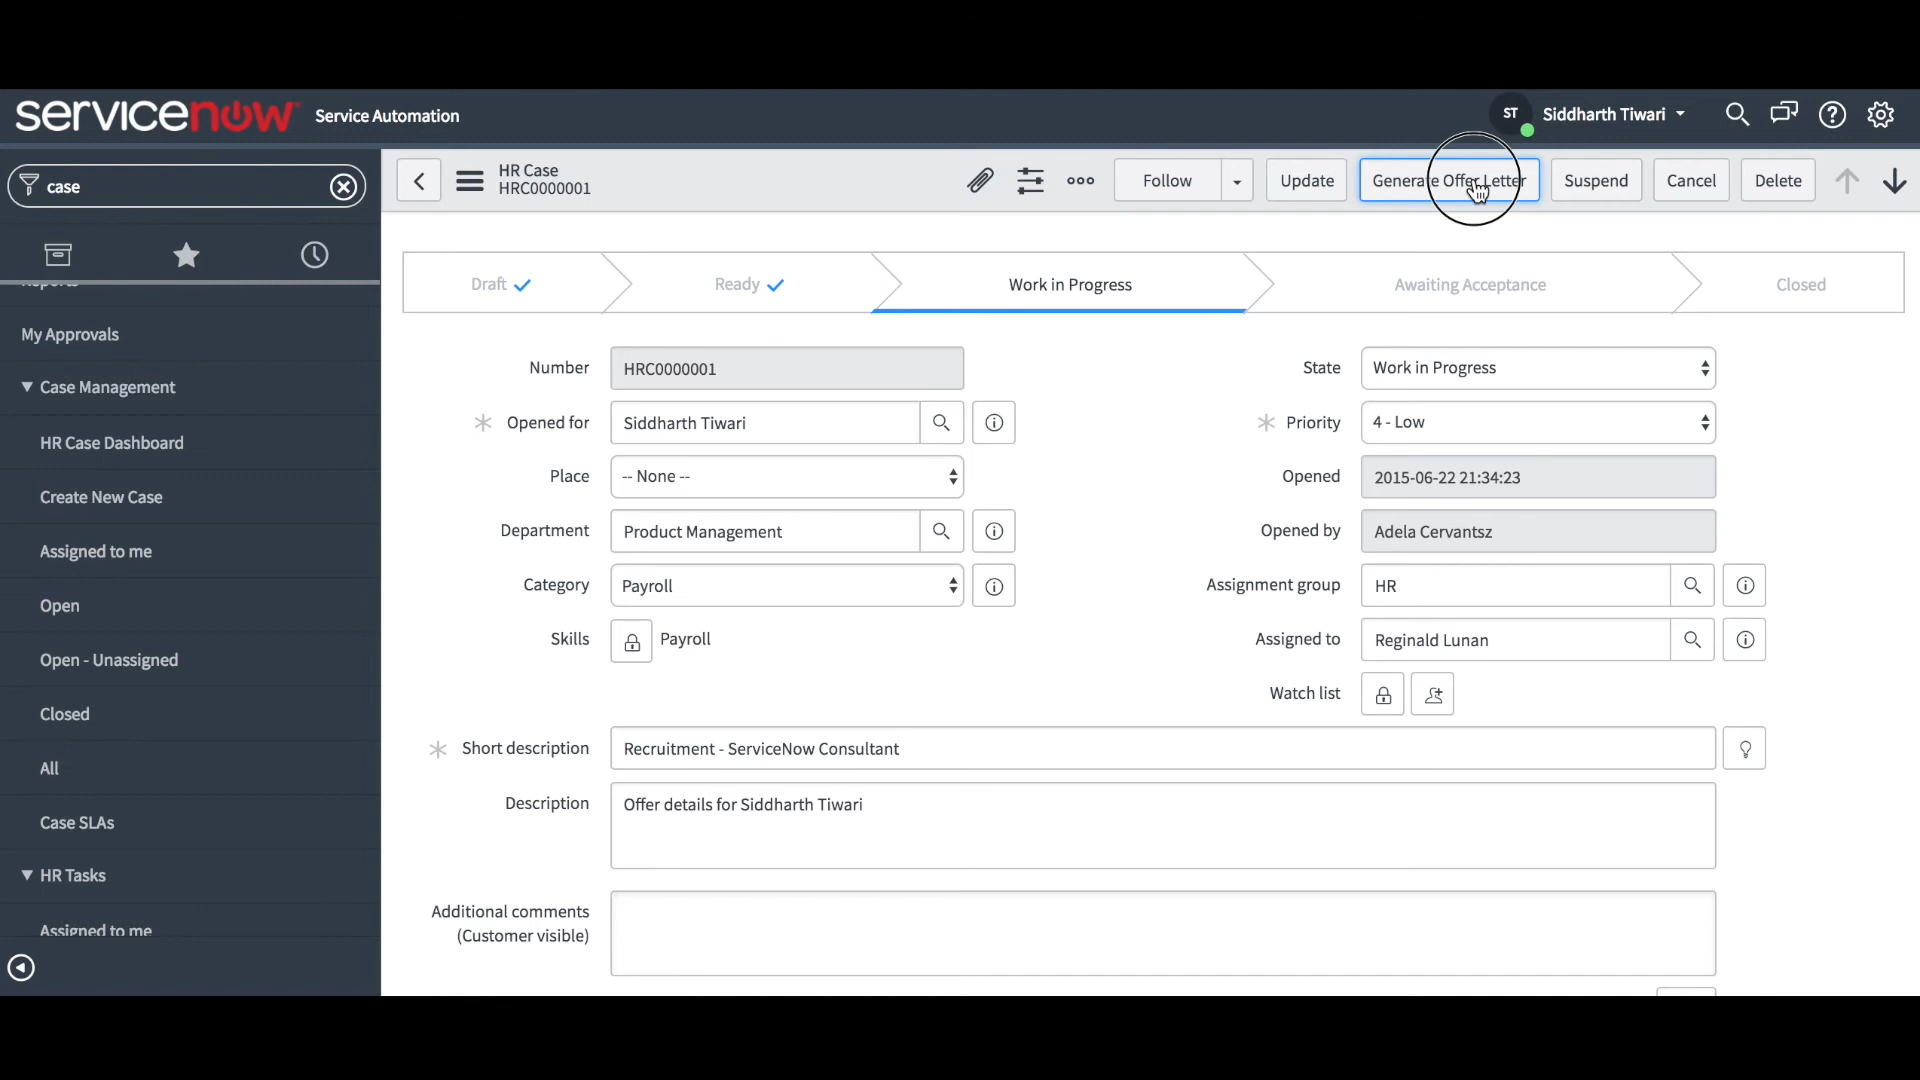 servicenow Service Automation
ST Siddharth Tiwari
case
HR Case
HRC0000001
Follow Update Generate Offer Letter Suspend Cancel Delete
Reports
My Approvals
Case Management
HR Case Dashboard
Create New Case
Assigned to me
Open
Open - Unassigned
Closed
All
Case SLAs
HR Tasks
Assigned to me
Draft Ready Work in Progress Awaiting Acceptance Closed
Number HRC0000001
Opened for Siddharth Tiwari
Place -- None --
Department Product Management
Category Payroll
Skills Payroll
State Work in Progress
Priority 4 - Low
Opened 2015-06-22 21:34:23
Opened by Adela Cervantsz
Assignment group HR
Assigned to Reginald Lunan
Watch list
Short description Recruitment - ServiceNow Consultant
Description Offer details for Siddharth Tiwari
Additional comments
(Customer visible)